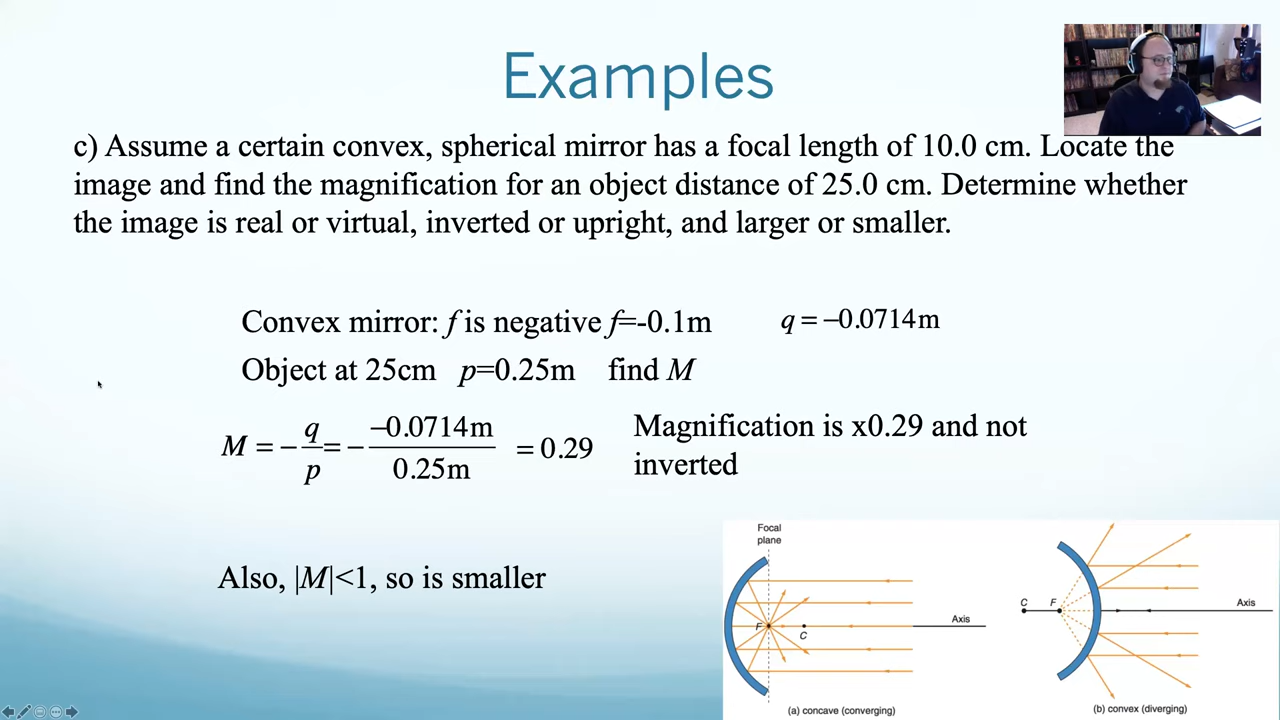 Examples
c) Assume a certain convex, spherical mirror has a focal length of 10.0 cm. Locate the
image and find the magnification for an object distance of 25.0 cm. Determine whether
the image is real or virtual, inverted or upright, and larger or smaller.
Convex mirror: f is negative f=-0.1m q = −0.0714m
Object at 25cm p=0.25m find M
M = − q/p = − −0.0714m/0.25m = 0.29
Magnification is x0.29 and not
inverted
Also, |M|<1, so is smaller
Focal
plane
F
C
Axis
(a) concave (converging)
C F
Axis
(b) convex (diverging)